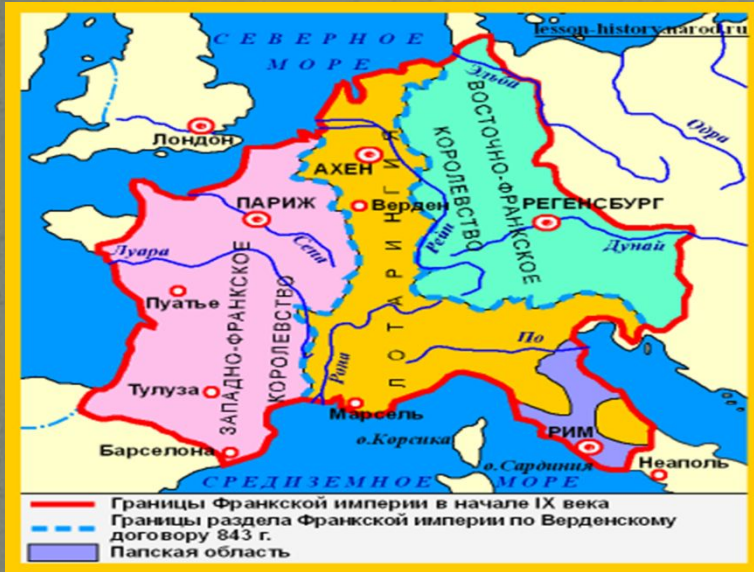 lesson-history.narod.ru
СЕВЕРНОЕ
МОРЕ
Эльба
Одра
Лондон
АХЕН
ПАРИЖ
Верден
РЕГЕНСБУРГ
Рейн
Дунай
Луара
Сена
Пуатье
ЗАПАДНО-ФРАНКСКОЕ
КОРОЛЕВСТВО
ЛОТАРИНГИЯ
ВОСТОЧНО-ФРАНКСКОЕ
КОРОЛЕВСТВО
По
Рона
Тулуза
Марсель
Барселона
о.Корсика
РИМ
о.Сардиния
Неаполь
СРЕДИЗЕМНОЕ МОРЕ
Границы Франкской империи в начале IX века
Границы раздела Франкской империи по Верденскому
договору 843 г.
Папская область